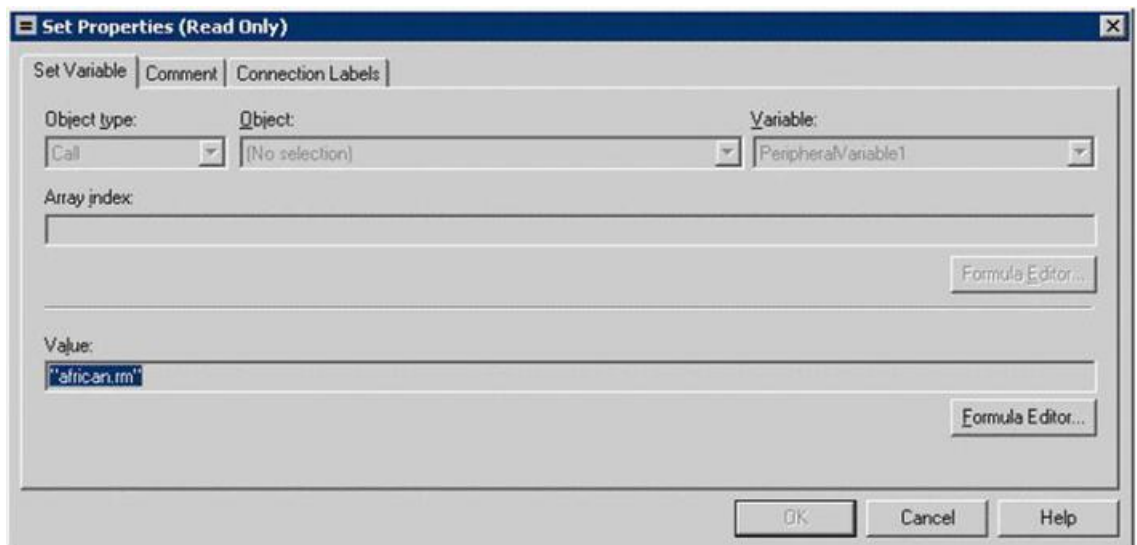 Set Properties (Read Only)
Set Variable Comment Connection Labels
Object type: Object: Variable:
Call (No selection) PeripheralVariable1
Array index:
Formula Editor...
Value:
"african.rm"
Formula Editor...
OK Cancel Help